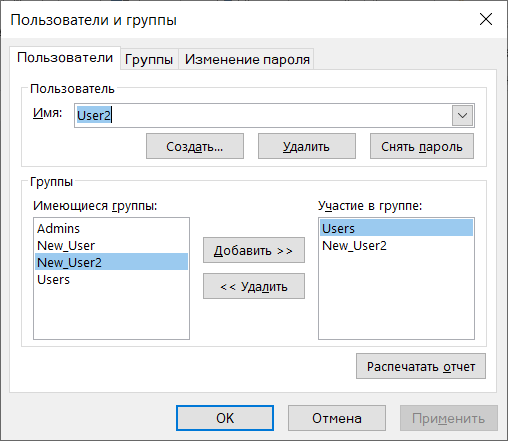 Пользователи и группы
Пользователи Группы Изменение пароля
Пользователь
Имя: User2
Создать... Удалить Снять пароль
Группы
Имеющиеся группы: Участие в группе:
Admins Users
New_User New_User2
New_User2
Users
Добавить >>
<< Удалить
Распечатать отчет
OK Отмена Применить